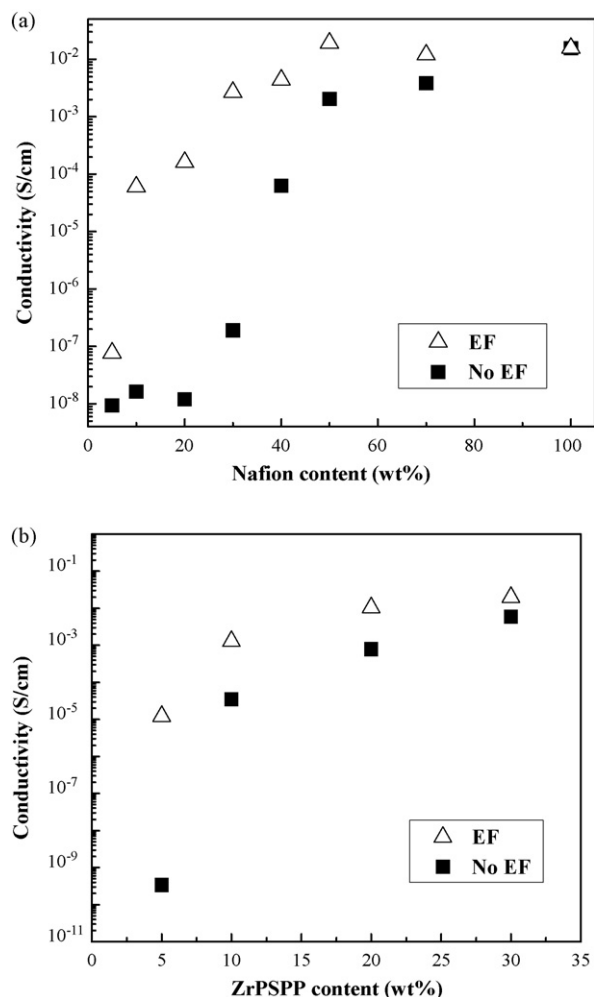 (a)
Conductivity (S/cm)
10⁻²
10⁻³
10⁻⁴
10⁻⁵
10⁻⁶
10⁻⁷
10⁻⁸
EF
No EF
0 20 40 60 80 100
Nafion content (wt%)
(b)
Conductivity (S/cm)
10⁻¹
10⁻³
10⁻⁵
10⁻⁷
10⁻⁹
10⁻¹¹
EF
No EF
0 5 10 15 20 25 30 35
ZrPSPP content (wt%)